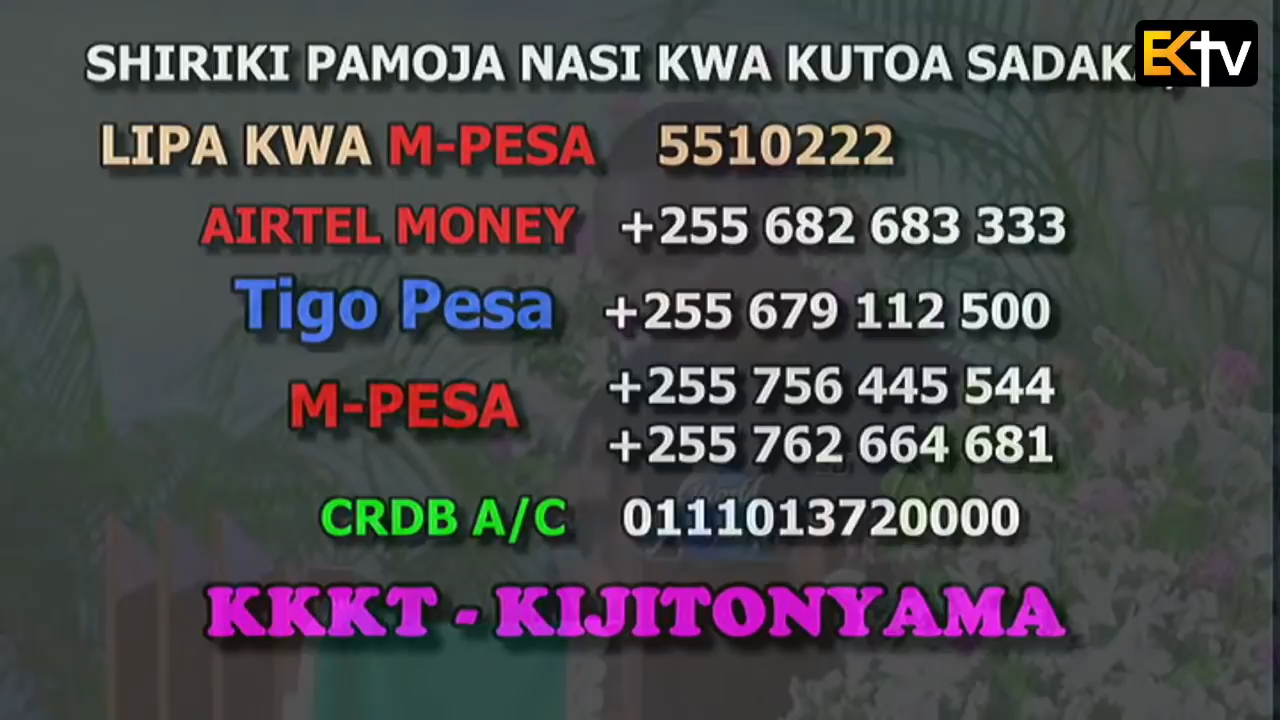 SHIRIKI PAMOJA NASI KWA KUTOA
EKtv
LIPA KWA M-PESA 5510222
AIRTEL MONEY +255 682 683 333
Tigo Pesa +255 679 112 500
M-PESA +255 756 445 544
+255 762 664 681
CRDB A/C 0111013720000
KKKT - KIJITONYAMA